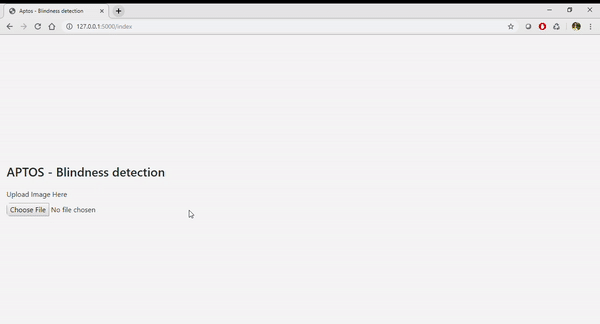 Aptos - Blindness detection
127.0.0.1:5000/index
APTOS - Blindness detection
Upload Image Here
Choose File No file chosen